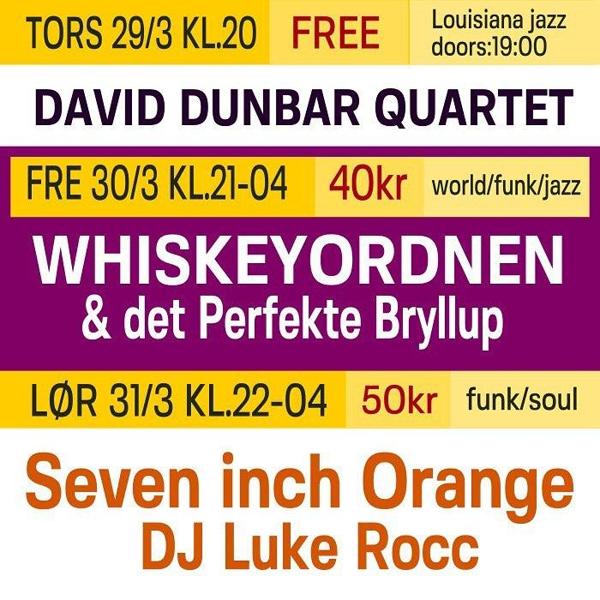 TORS 29/3 KL.20 FREE Louisiana jazz
doors:19:00
DAVID DUNBAR QUARTET
FRE 30/3 KL.21-04 40kr world/funk/jazz
WHISKEYORDNEN
& det Perfekte Bryllup
LØR 31/3 KL.22-04 50kr funk/soul
Seven inch Orange
DJ Luke Rocc